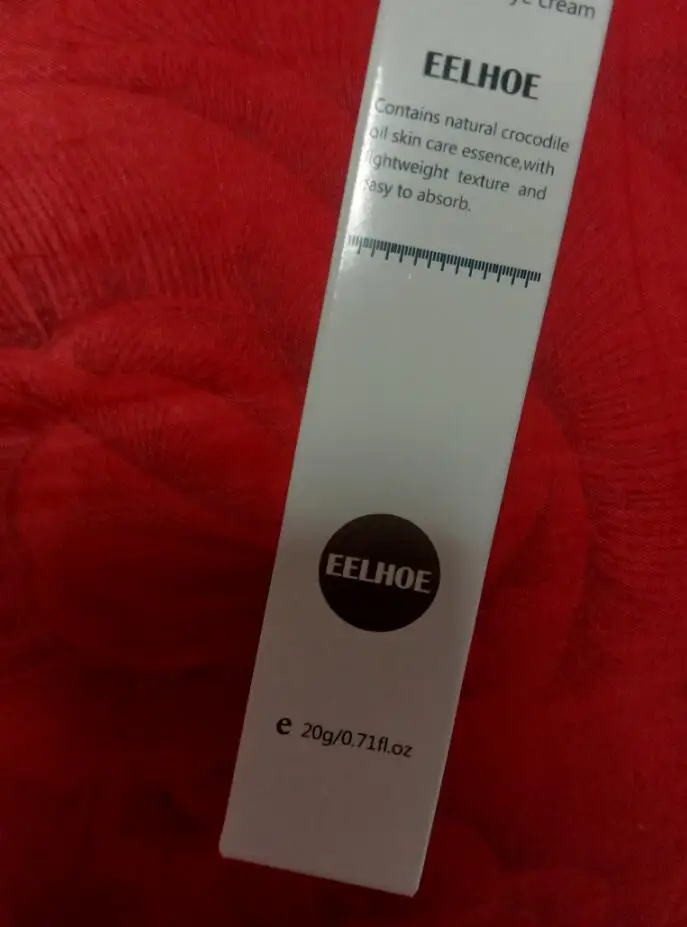 cream
EELHOE
Contains natural crocodile
oil skin care essence,with
lightweight texture and
easy to absorb.
EELHOE
e 20g/0.71fl.oz